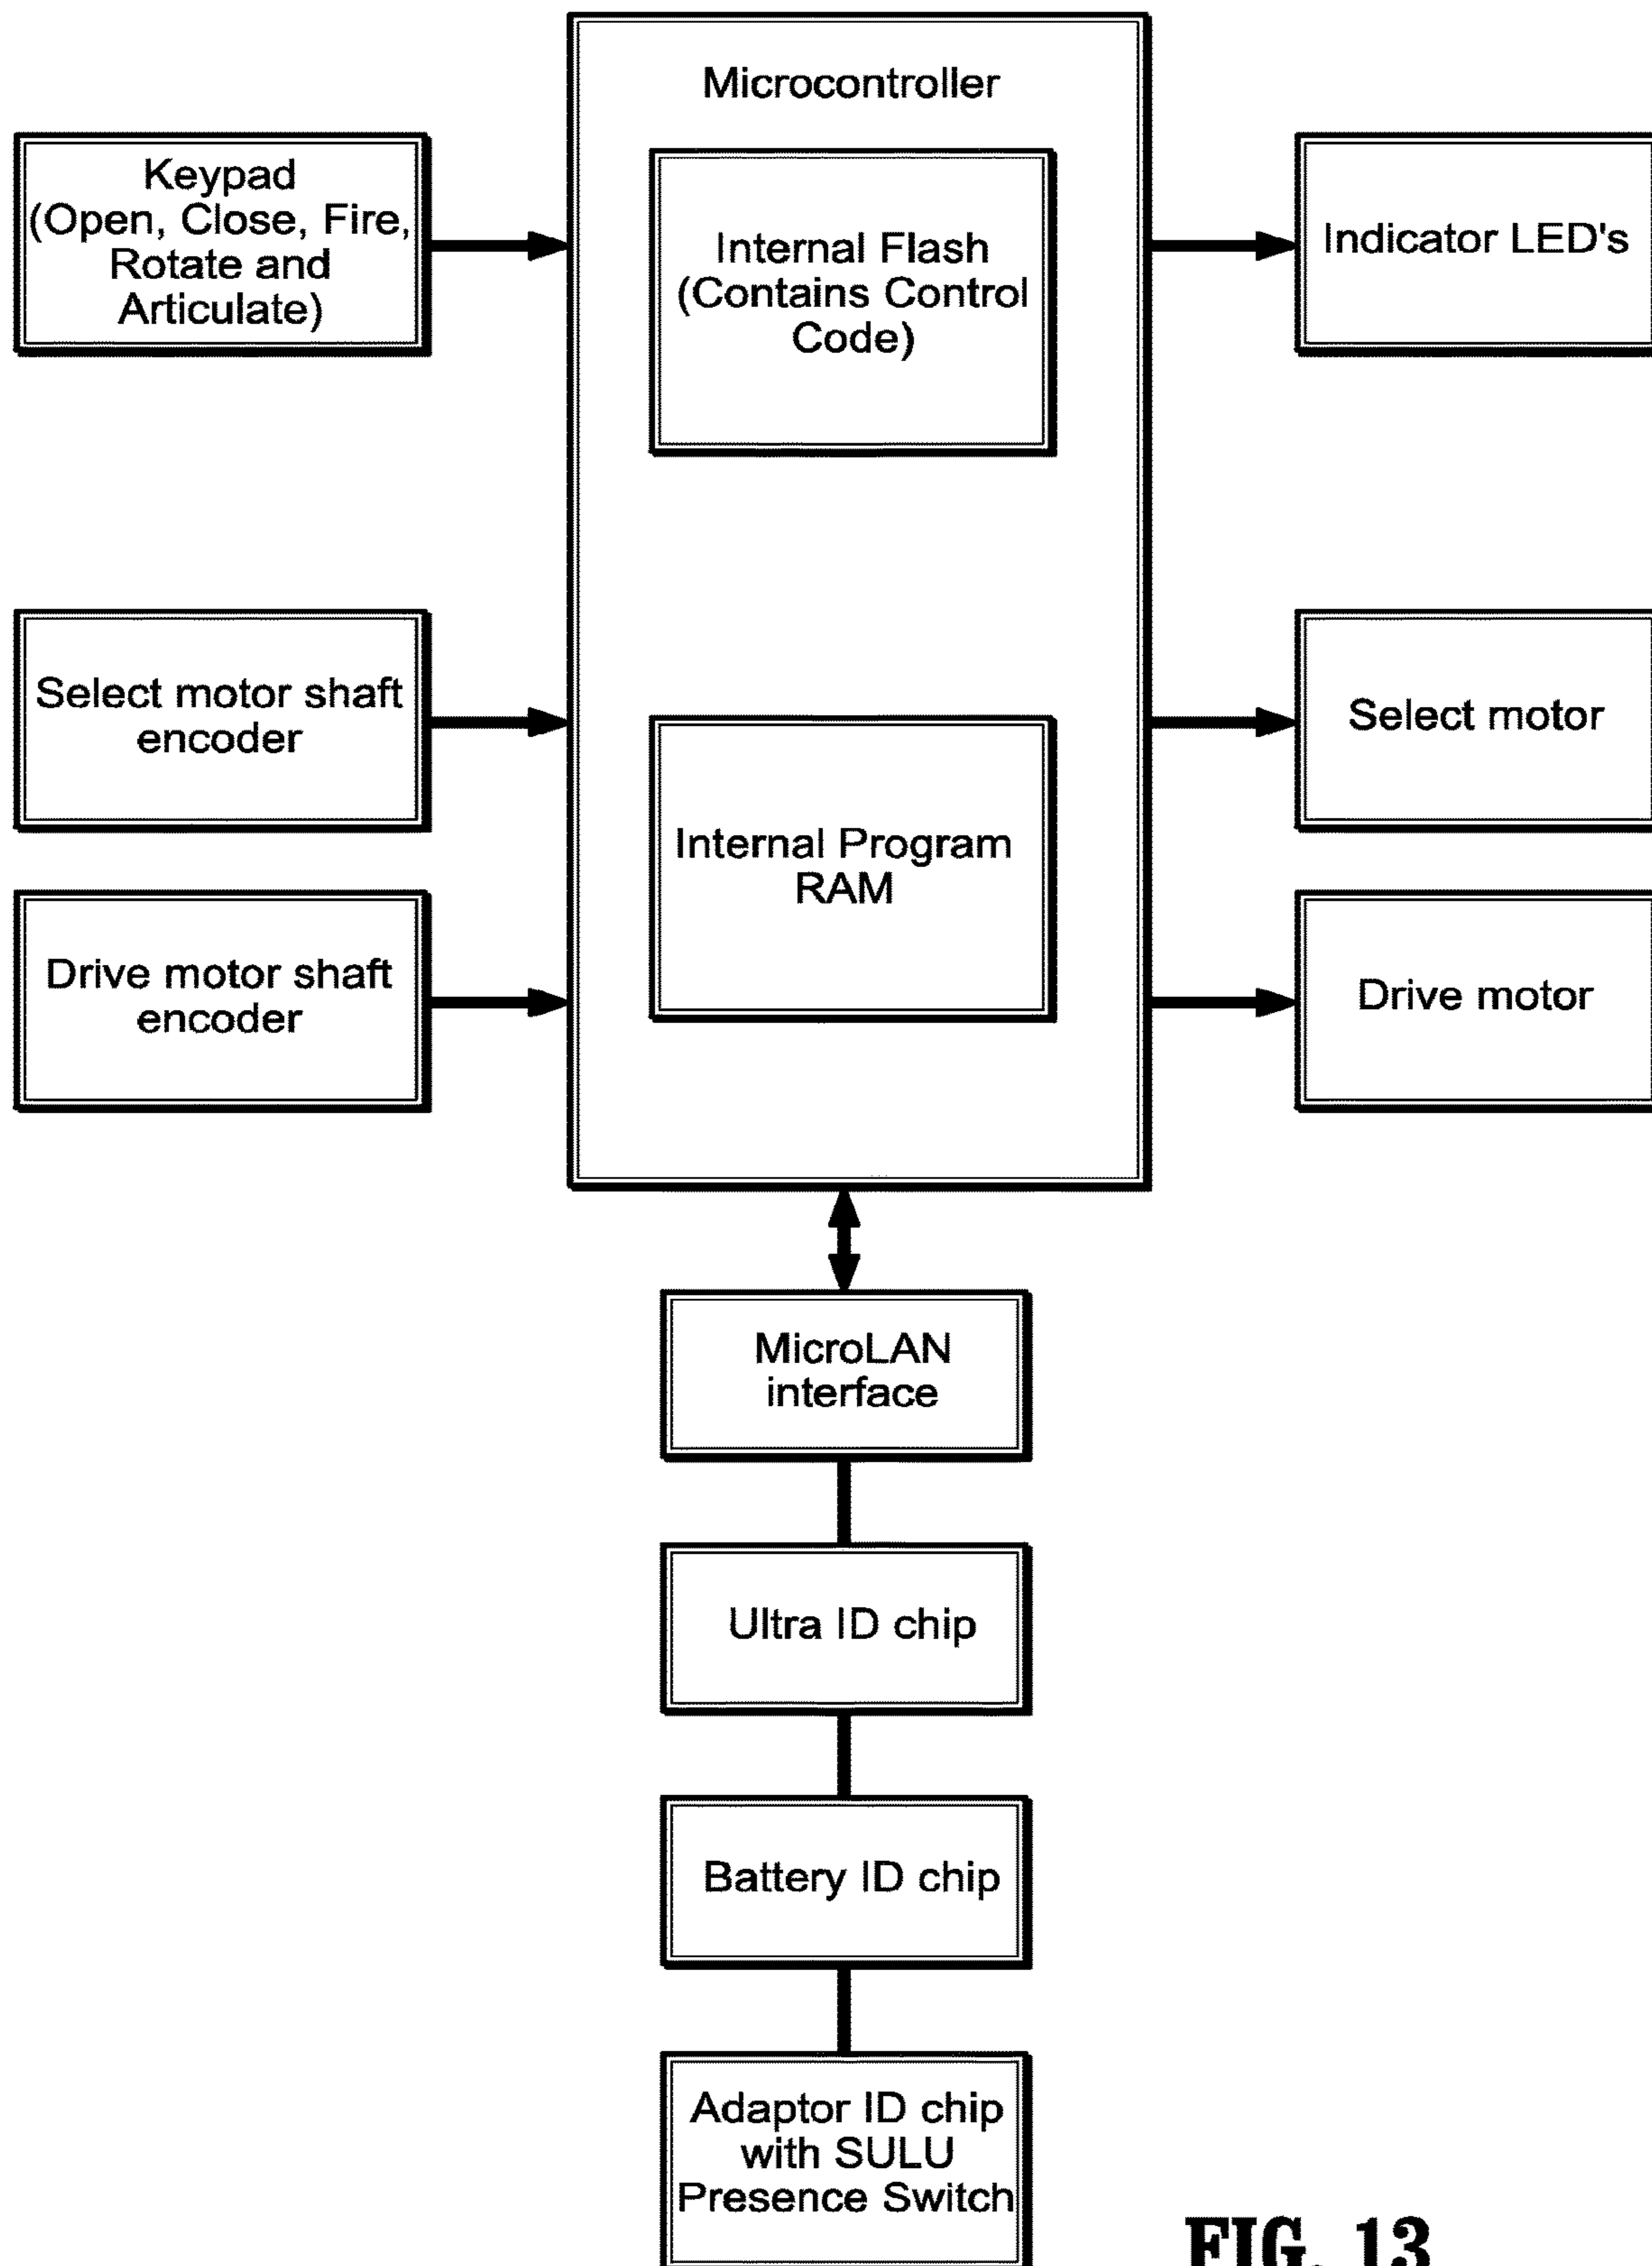 Microcontroller
Keypad
(Open, Close, Fire,
Rotate and
Articulate)
Internal Flash
(Contains Control
Code)
Indicator LED's
Select motor shaft
encoder
Select motor
Internal Program
RAM
Drive motor shaft
encoder
Drive motor
MicroLAN
interface
Ultra ID chip
Battery ID chip
Adaptor ID chip
with SULU
Presence Switch
FIG. 13